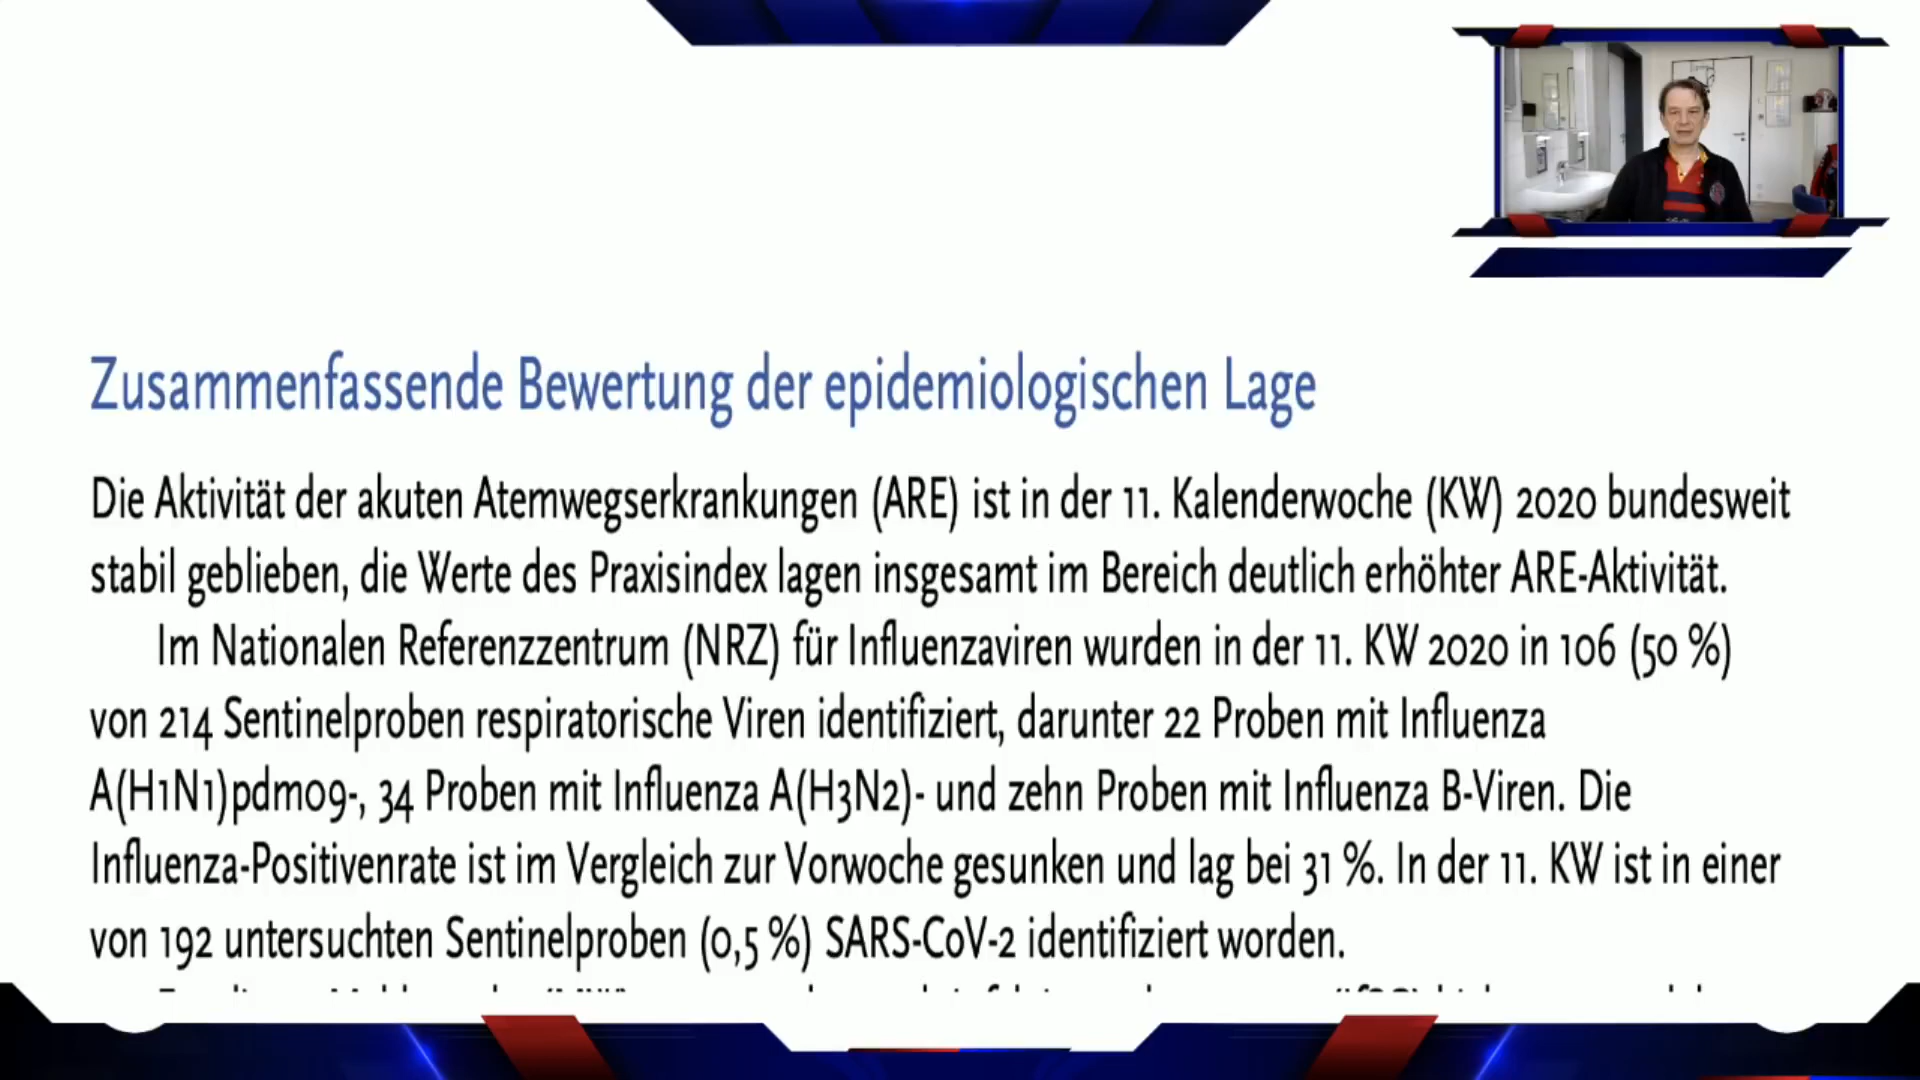 Zusammenfassende Bewertung der epidemiologischen Lage
Die Aktivität der akuten Atemwegserkrankungen (ARE) ist in der 11. Kalenderwoche (KW) 2020 bundesweit
stabil geblieben, die Werte des Praxisindex lagen insgesamt im Bereich deutlich erhöhter ARE-Aktivität.
Im Nationalen Referenzzentrum (NRZ) für Influenzaviren wurden in der 11. KW 2020 in 106 (50 %)
von 214 Sentinelproben respiratorische Viren identifiziert, darunter 22 Proben mit Influenza
A(H1N1)pdm09-, 34 Proben mit Influenza A(H3N2)- und zehn Proben mit Influenza B-Viren. Die
Influenza-Positivenrate ist im Vergleich zur Vorwoche gesunken und lag bei 31 %. In der 11. KW ist in einer
von 192 untersuchten Sentinelproben (0,5 %) SARS-CoV-2 identifiziert worden.